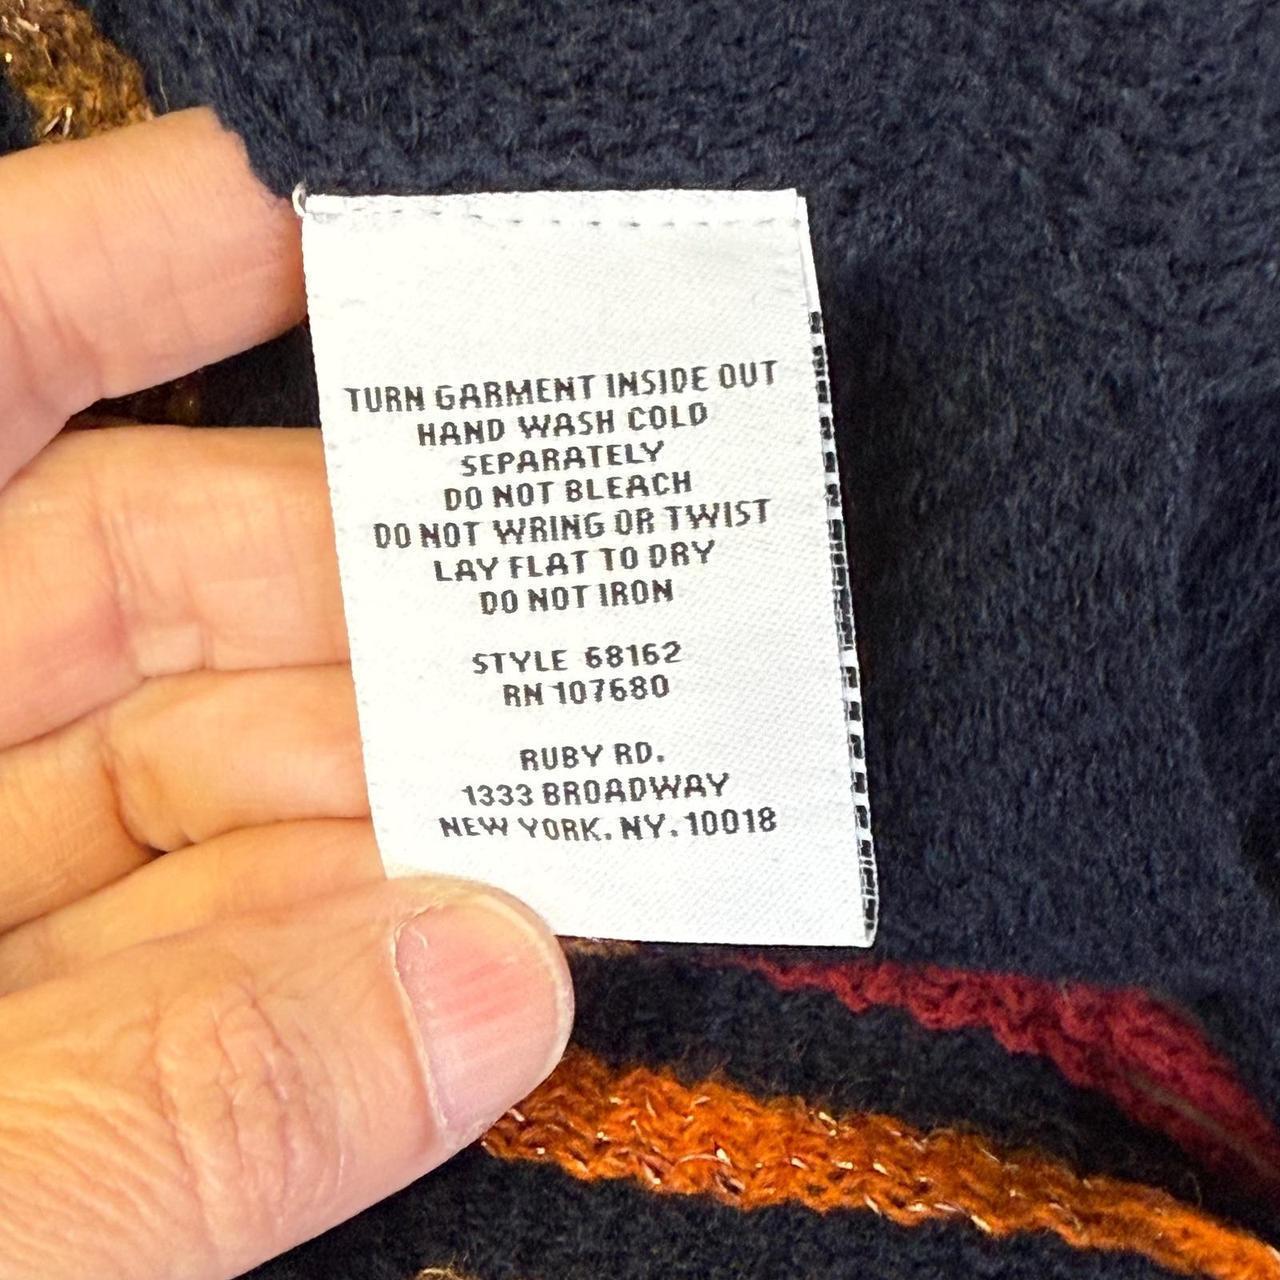 TURN GARMENT INSIDE OUT
HAND WASH COLD
SEPARATELY
DO NOT BLEACH
DO NOT WRING OR TWIST
LAY FLAT TO DRY
DO NOT IRON
STYLE 68162
RN 107680
RUBY RD.
1333 BROADWAY
NEW YORK, NY, 10018